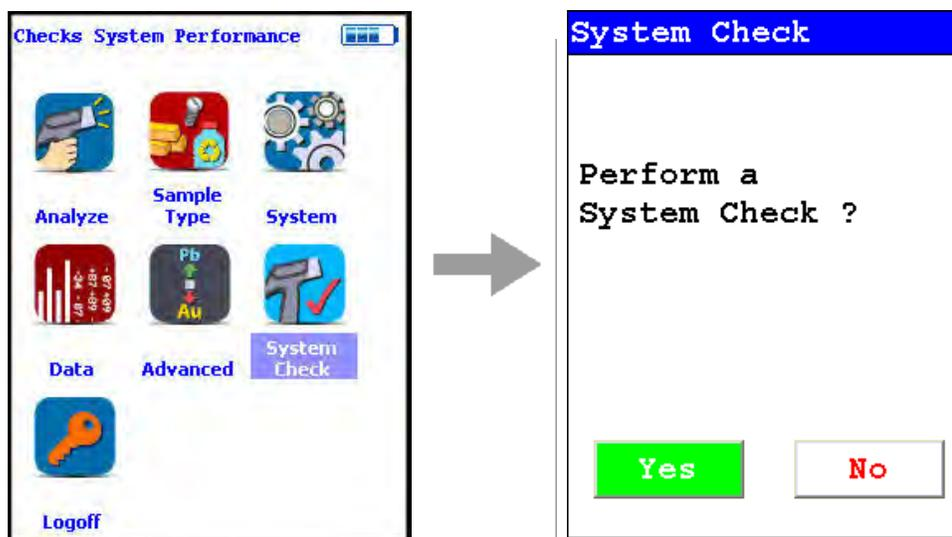 Checks System Performance
Analyze
Sample
Type
System
Pb
Au
Data
Advanced
System
Check
Logoff
System Check
Perform a
System Check ?
Yes
No